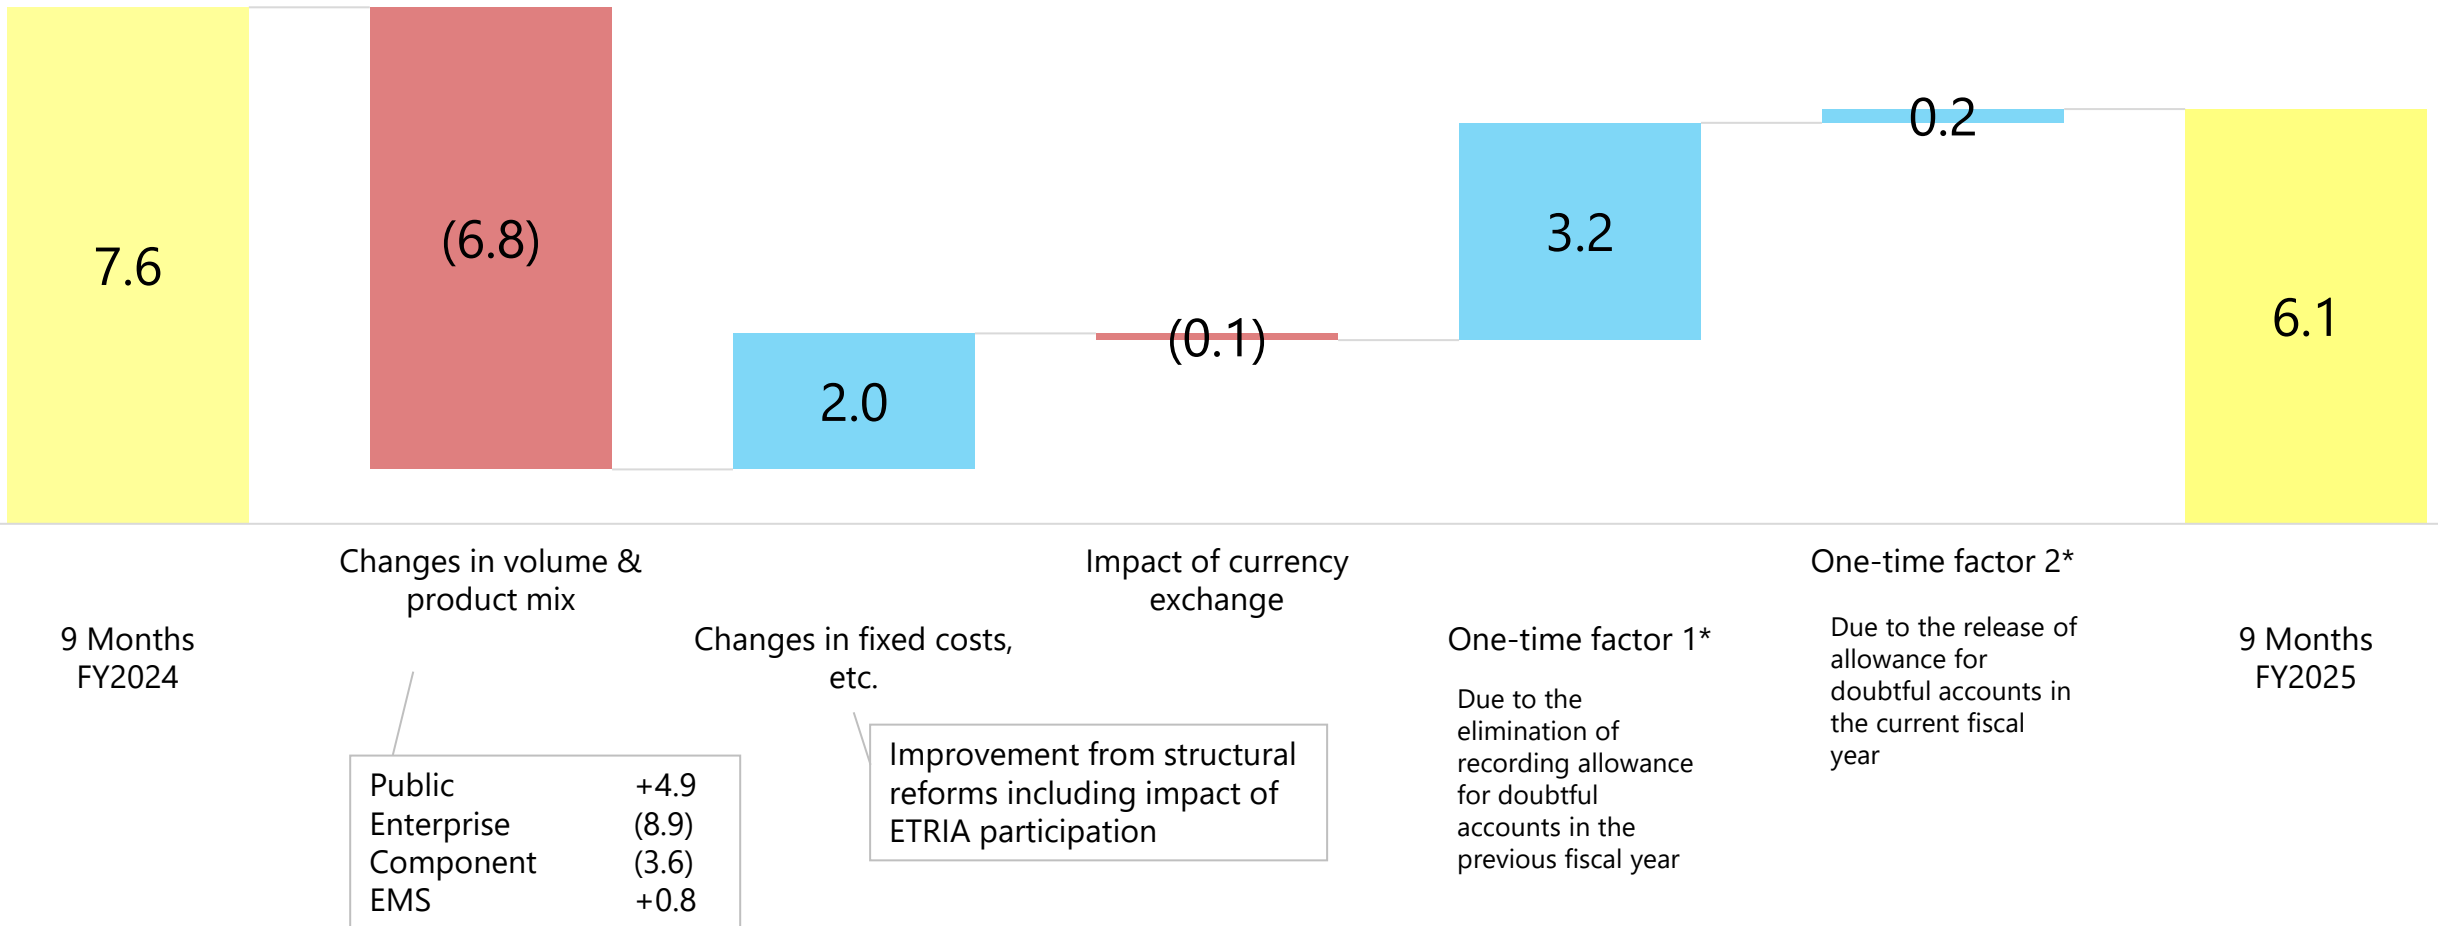 7.6
(6.8)
2.0
(0.1)
3.2
0.2
6.1
9 Months
FY2024
Changes in volume &
product mix
Public +4.9
Enterprise (8.9)
Component (3.6)
EMS +0.8
Changes in fixed costs,
etc.
Improvement from structural
reforms including impact of
ETRIA participation
Impact of currency
exchange
One-time factor 1*
Due to the
elimination of
recording allowance
for doubtful
accounts in the
previous fiscal year
One-time factor 2*
Due to the release of
allowance for
doubtful accounts in
the current fiscal
year
9 Months
FY2025